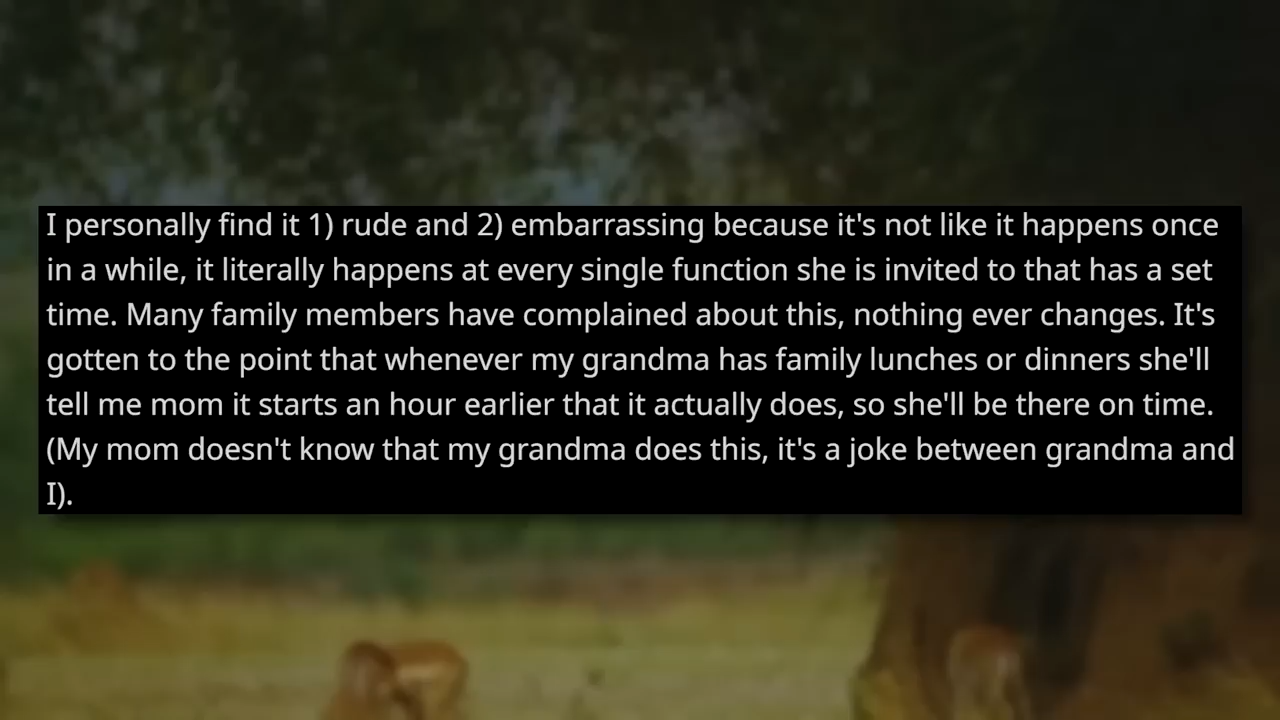 I personally find it 1) rude and 2) embarrassing because it's not like it happens once
in a while, it literally happens at every single function she is invited to that has a set
time. Many family members have complained about this, nothing ever changes. It's
gotten to the point that whenever my grandma has family lunches or dinners she'll
tell me mom it starts an hour earlier that it actually does, so she'll be there on time.
(My mom doesn't know that my grandma does this, it's a joke between grandma and
I).